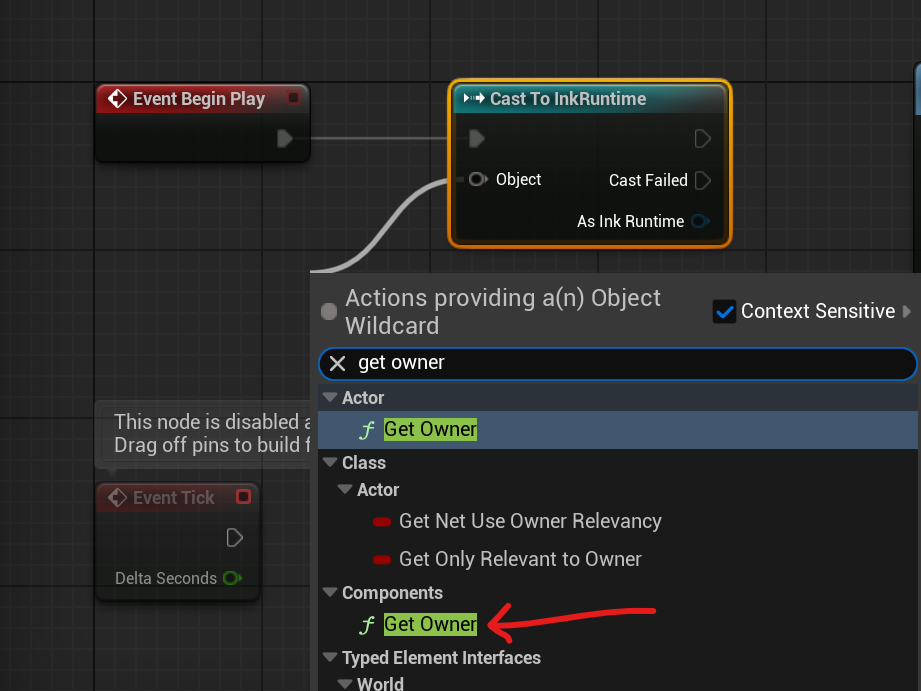 Event Begin Play
Cast To InkRuntime
Object
Cast Failed
As Ink Runtime
Actions providing a(n) Object
Wildcard
Context Sensitive
get owner
Actor
f Get Owner
Class
Actor
Get Net Use Owner Relevancy
Get Only Relevant to Owner
Components
f Get Owner
Typed Element Interfaces
World
This node is disabled a
Drag off pins to build f
Event Tick
Delta Seconds